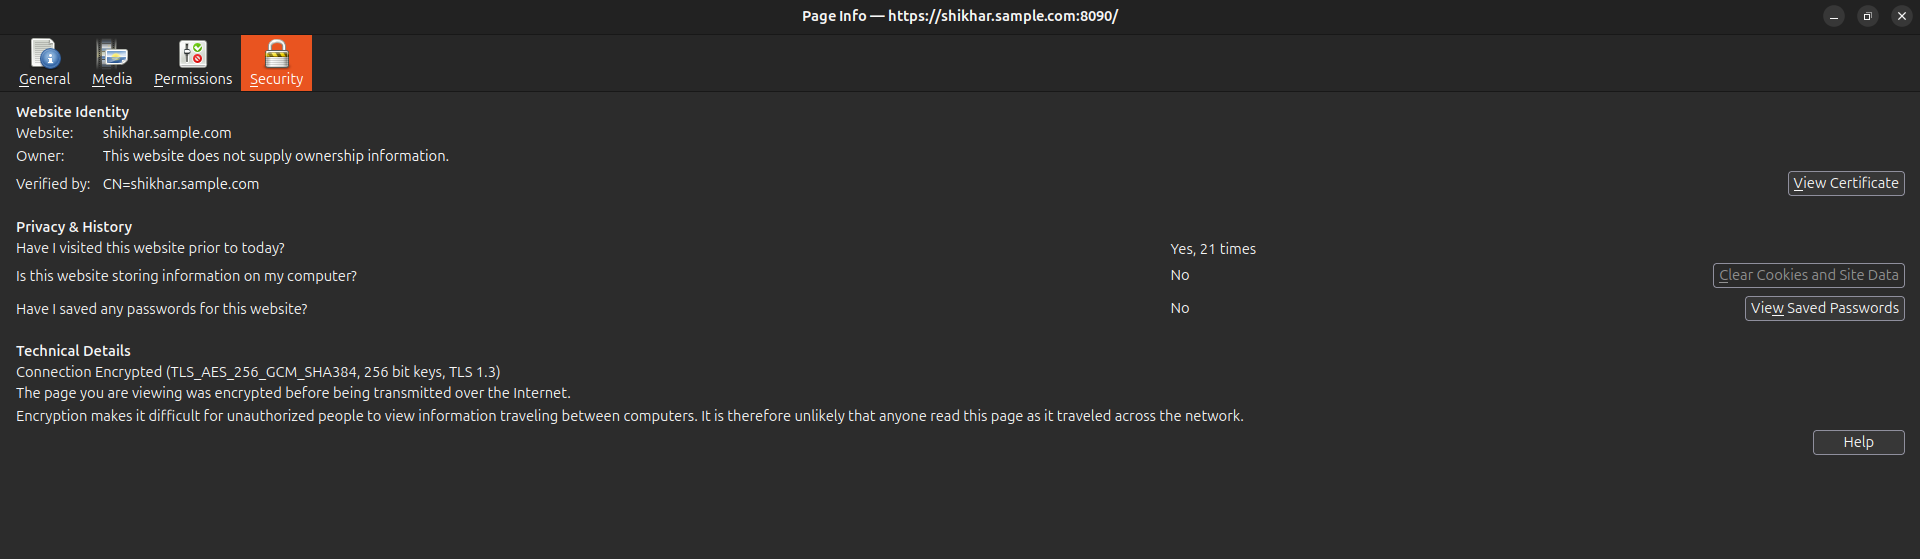 Page Info — https://shikhar.sample.com:8090/
General Media Permissions Security
Website Identity
Website: shikhar.sample.com
Owner: This website does not supply ownership information.
Verified by: CN=shikhar.sample.com View Certificate
Privacy & History
Have I visited this website prior to today? Yes, 21 times
Is this website storing information on my computer? No Clear Cookies and Site Data
Have I saved any passwords for this website? No View Saved Passwords
Technical Details
Connection Encrypted (TLS_AES_256_GCM_SHA384, 256 bit keys, TLS 1.3)
The page you are viewing was encrypted before being transmitted over the Internet.
Encryption makes it difficult for unauthorized people to view information traveling between computers. It is therefore unlikely that anyone read this page as it traveled across the network.
Help